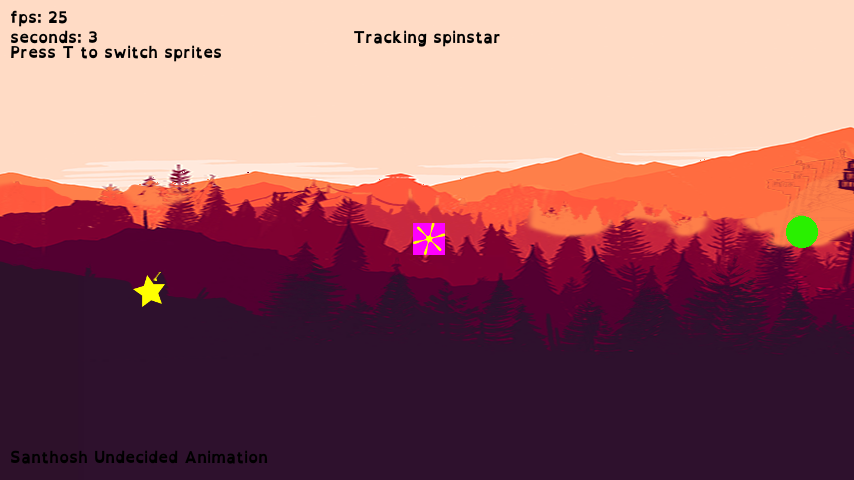 fps: 25
seconds: 3
Press T to switch sprites
Tracking spinstar
Santhosh Undecided Animation